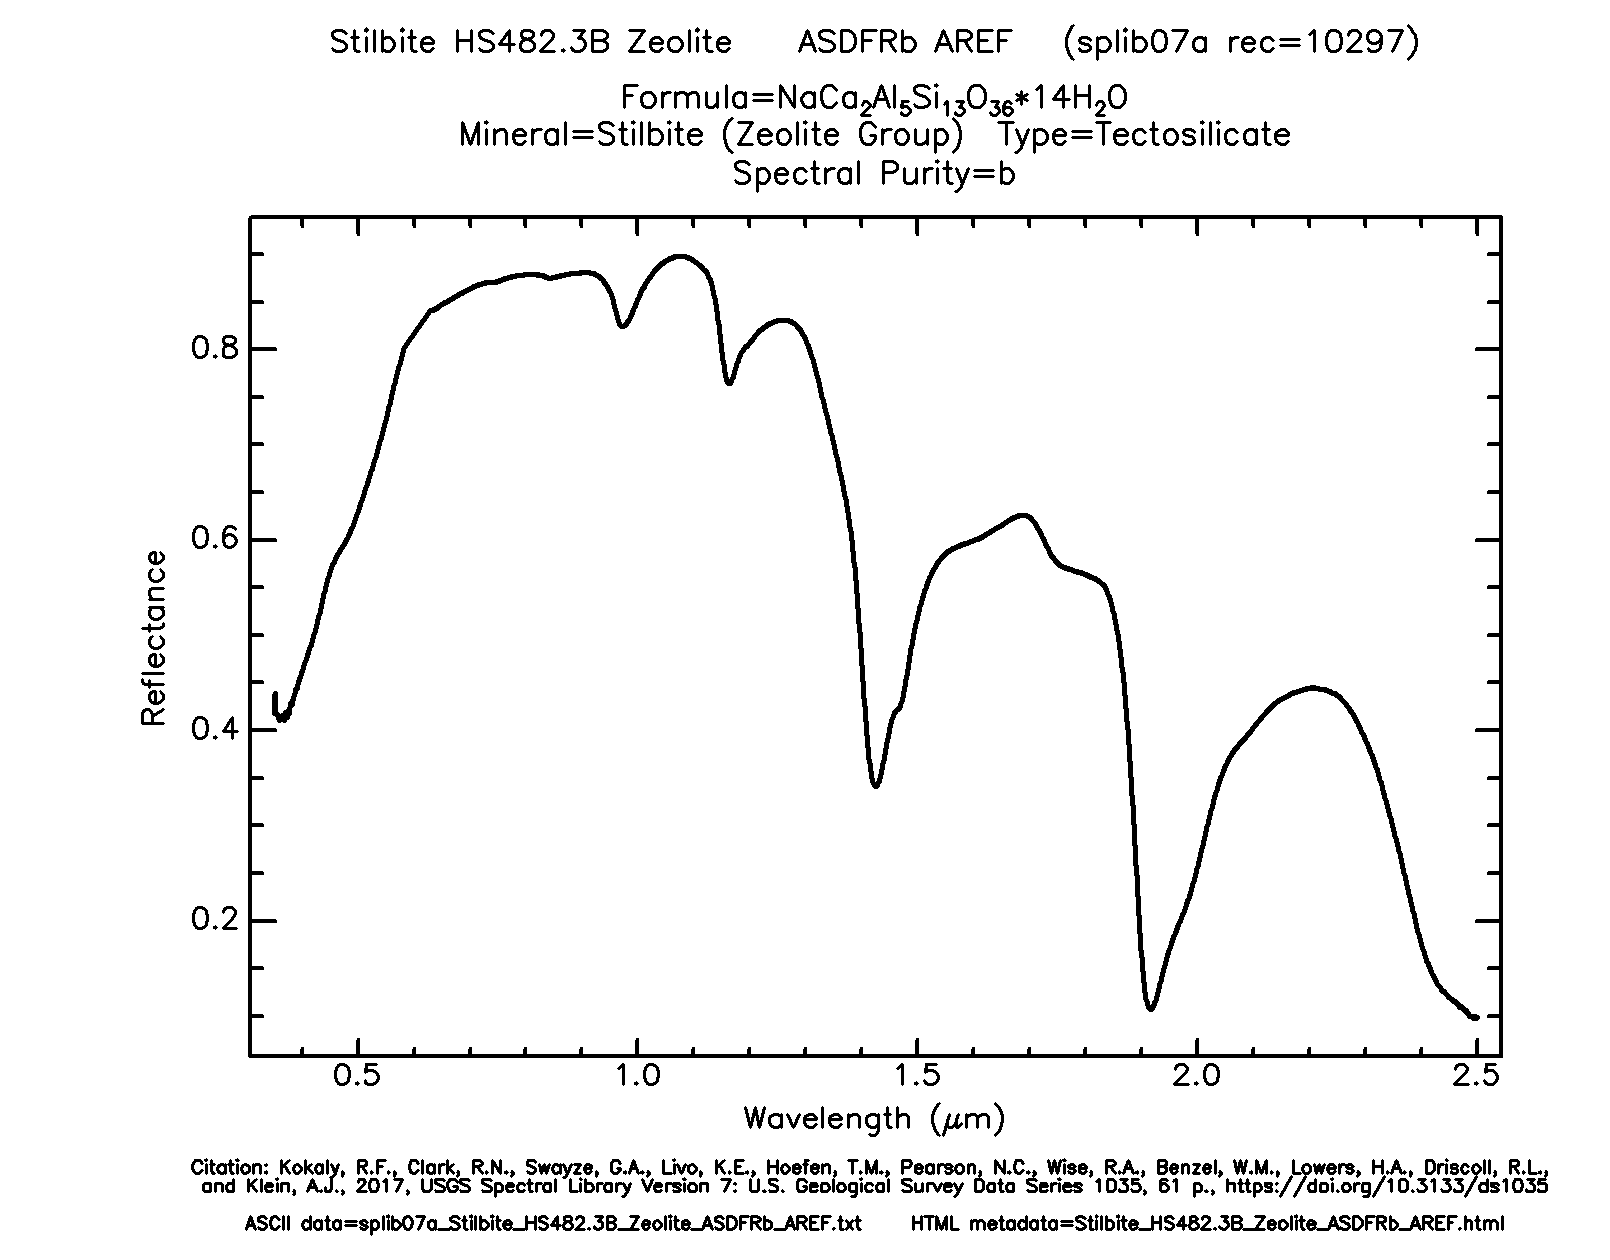 Stilbite HS482.3B Zeolite ASDFRb AREF (splib07a rec=10297)
Formula=NaCa2Al5Si13O36*14H2O
Mineral=Stilbite (Zeolite Group) Type=Tectosilicate
Spectral Purity=b
0.8
0.6
0.4
0.2
Reflectance
0.5 1.0 1.5 2.0 2.5
Wavelength (μm)
Citation: Kokaly, R.F., Clark, R.N., Swayze, G.A., Livo, K.E., Hoefen, T.M., Pearson, N.C., Wise, R.A., Benzel, W.M., Lowers, H.A., Driscoll, R.L.,
and Klein, A.J., 2017, USGS Spectral Library Version 7: U.S. Geological Survey Data Series 1035, 61 p., https://doi.org/10.3133/ds1035
ASCII data=splib07a_Stilbite_HS482.3B_Zeolite_ASDFRb_AREF.txt HTML metadata=Stilbite_HS482.3B_Zeolite_ASDFRb_AREF.html